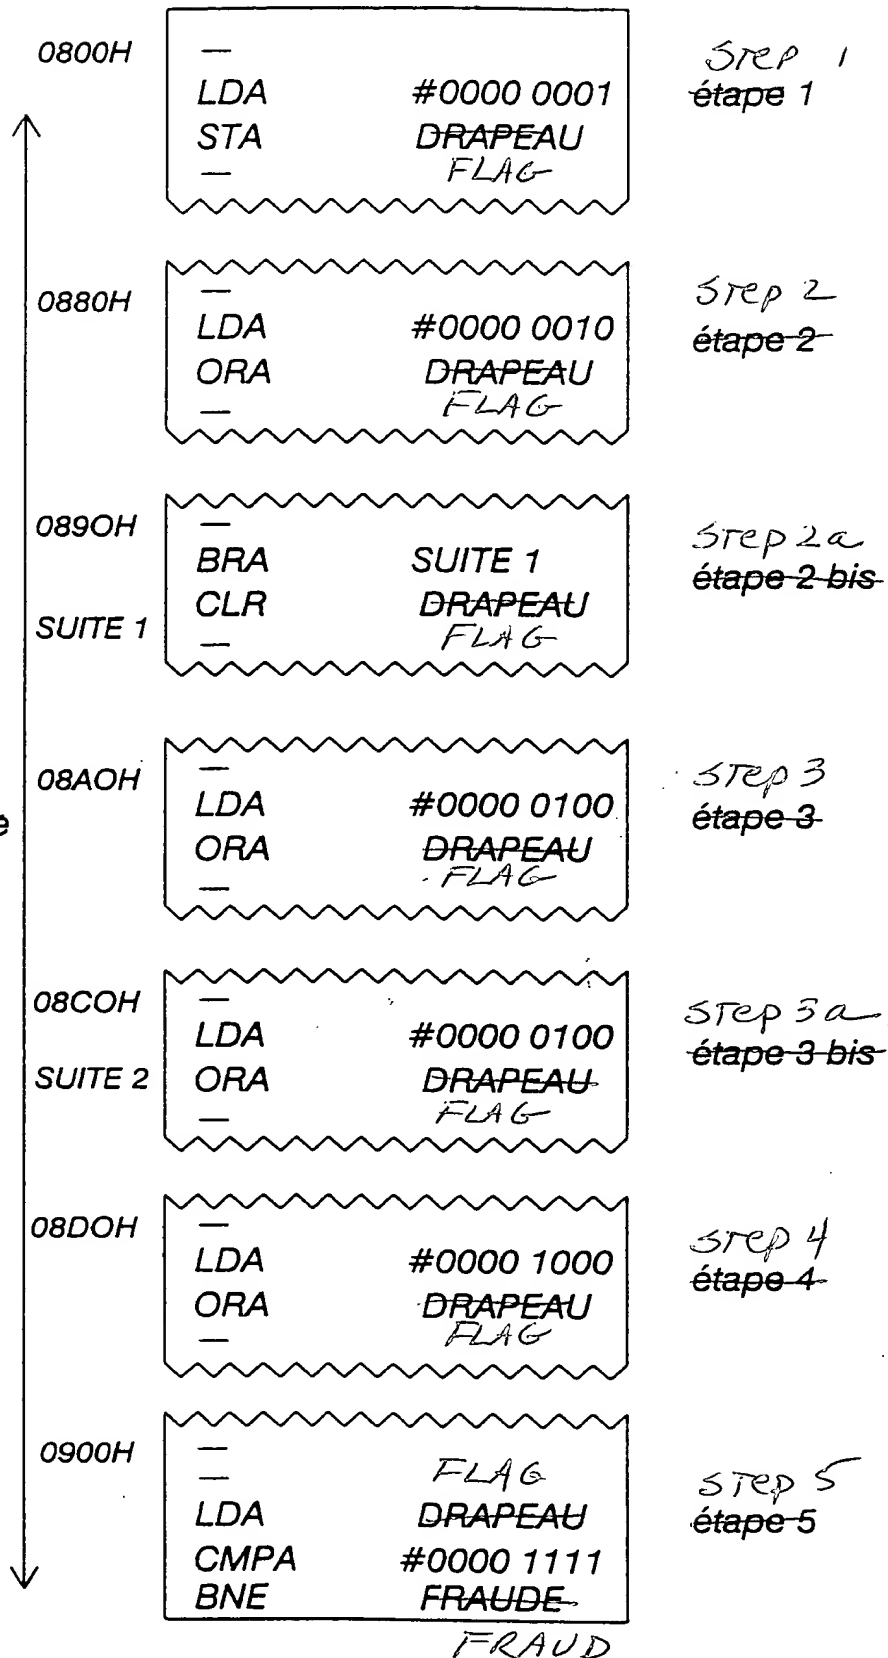 0800H — Step 1
LDA #0000 0001 étape 1
STA DRAPEAU
— FLAG
0880H — Step 2
LDA #0000 0010 étape 2
ORA DRAPEAU
— FLAG
089OH — Step 2a
BRA SUITE 1 étape 2 bis
CLR DRAPEAU
SUITE 1 — FLAG
08AOH — Step 3
LDA #0000 0100 étape 3
ORA DRAPEAU
— FLAG
08COH — Step 3a
LDA #0000 0100 étape 3 bis
SUITE 2 ORA DRAPEAU
— FLAG
08DOH — Step 4
LDA #0000 1000 étape 4
ORA DRAPEAU
— FLAG
0900H —
— FLAG Step 5
LDA DRAPEAU étape 5
CMPA #0000 1111
BNE FRAUDE
FRAUD